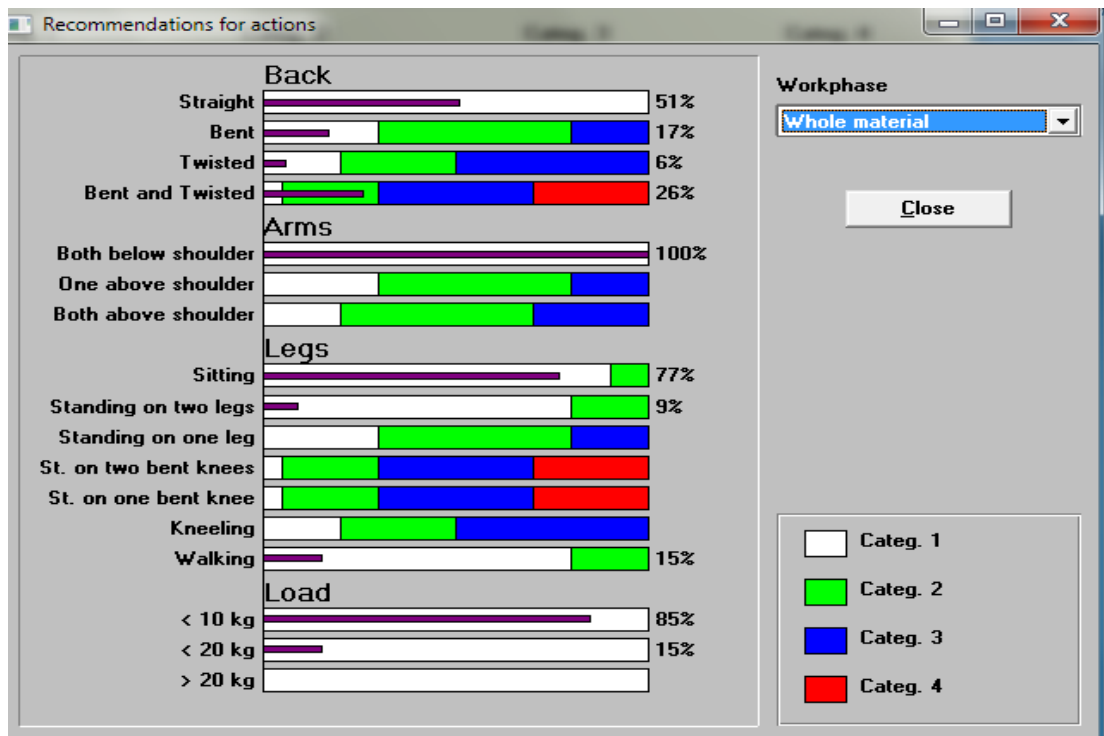 Recommendations for actions
Back
Straight 51%
Bent 17%
Twisted 6%
Bent and Twisted 26%
Arms
Both below shoulder 100%
One above shoulder
Both above shoulder
Legs
Sitting 77%
Standing on two legs 9%
Standing on one leg
St. on two bent knees
St. on one bent knee
Kneeling
Walking 15%
Load
< 10 kg 85%
< 20 kg 15%
> 20 kg
Workphase
Whole material
Close
Categ. 1
Categ. 2
Categ. 3
Categ. 4